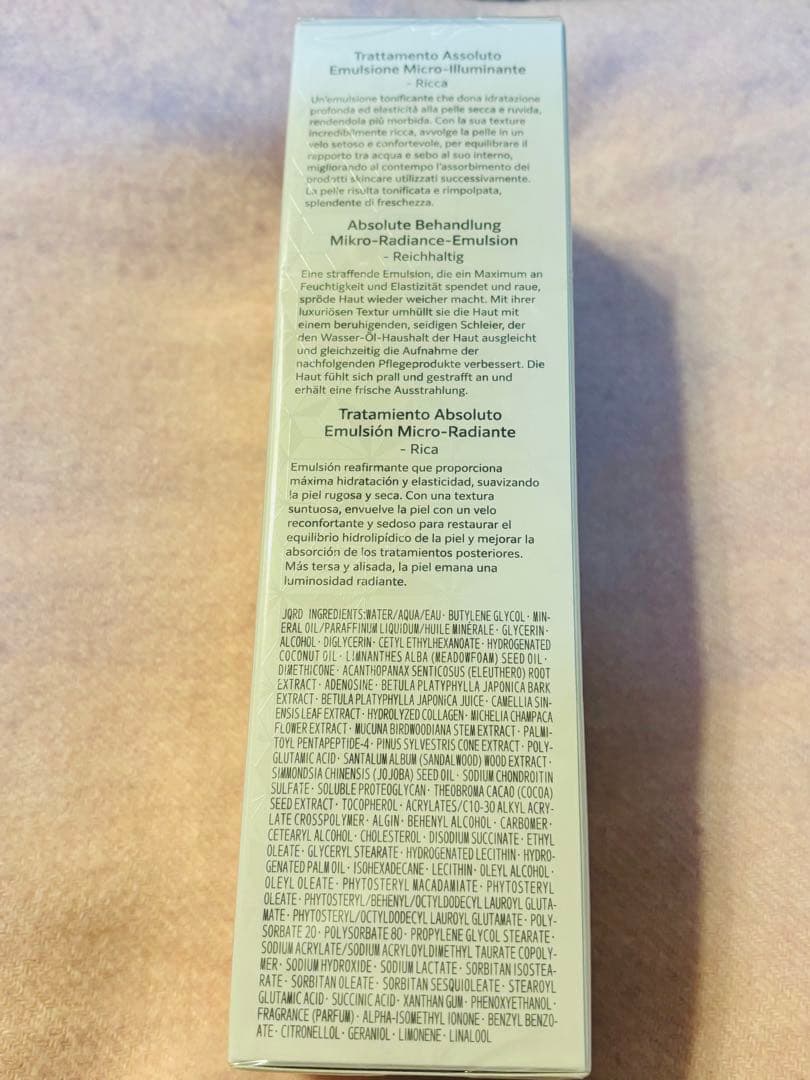 Trattamento Assoluto
Emulsione Micro-Illuminante
- Ricca
Un'emulsione tonificante che dona idratazione
profonda ed elasticità alla pelle secca e ruvida,
rendendola più morbida. Con la sua texture
incredibilmente ricca, avvolge la pelle in un
velo setoso e confortevole, per equilibrare il
rapporto tra acqua e sebo al suo interno,
migliorando al contempo l'assorbimento dei
prodotti skincare utilizzati successivamente.
La pelle risulta tonificata e rimpolpata,
splendente di freschezza.
Absolute Behandlung
Mikro-Radiance-Emulsion
- Reichhaltig
Eine straffende Emulsion, die ein Maximum an
Feuchtigkeit und Elastizität spendet und raue,
spröde Haut wieder weicher macht. Mit ihrer
luxuriösen Textur umhüllt sie die Haut mit
einem beruhigenden, seidigen Schleier, der
den Wasser-Öl-Haushalt der Haut ausgleicht
und gleichzeitig die Aufnahme der
nachfolgenden Pflegeprodukte verbessert. Die
Haut fühlt sich prall und gestrafft an und
erhält eine frische Ausstrahlung.
Tratamiento Absoluto
Emulsión Micro-Radiante
- Rica
Emulsión reafirmante que proporciona
máxima hidratación y elasticidad, suavizando
la piel rugosa y seca. Con una textura
suntuosa, envuelve la piel con un velo
reconfortante y sedoso para restaurar el
equilibrio hidrolipídico de la piel y mejorar la
absorción de los tratamientos posteriores.
Más tersa y alisada, la piel emana una
luminosidad radiante.
JQRD INGREDIENTS:WATER/AQUA/EAU· BUTYLENE GLYCOL· MIN-
ERAL OIL/PARAFFINUM LIQUIDUM/HUILE MINÉRALE· GLYCERIN·
ALCOHOL· DIGLYCERIN· CETYL ETHYLHEXANOATE· HYDROGENATED
COCONUT OIL· LIMNANTHES ALBA (MEADOWFOAM) SEED OIL·
DIMETHICONE· ACANTHOPANAX SENTICOSUS (ELEUTHERO) ROOT
EXTRACT· ADENOSINE· BETULA PLATYPHYLLA JAPONICA BARK
EXTRACT· BETULA PLATYPHYLLA JAPONICA JUICE· CAMELLIA SIN-
ENSIS LEAF EXTRACT· HYDROLYZED COLLAGEN· MICHELIA CHAMPACA
FLOWER EXTRACT· MUCUNA BIRDWOODIANA STEM EXTRACT· PALMI-
TOYL PENTAPEPTIDE-4· PINUS SYLVESTRIS CONE EXTRACT· POLY-
GLUTAMIC ACID· SANTALUM ALBUM (SANDALWOOD) WOOD EXTRACT·
SIMMONDSIA CHINENSIS (JOJOBA) SEED OIL· SODIUM CHONDROITIN
SULFATE· SOLUBLE PROTEOGLYCAN· THEOBROMA CACAO (COCOA)
SEED EXTRACT· TOCOPHEROL· ACRYLATES/C10-30 ALKYL ACRY-
LATE CROSSPOLYMER· ALGIN· BEHENYL ALCOHOL· CARBOMER·
CETEARYL ALCOHOL· CHOLESTEROL· DISODIUM SUCCINATE· ETHYL
OLEATE· GLYCERYL STEARATE· HYDROGENATED LECITHIN· HYDRO-
GENATED PALM OIL· ISOHEXADECANE· LECITHIN· OLEYL ALCOHOL·
OLEYL OLEATE· PHYTOSTERYL MACADAMIATE· PHYTOSTERYL
OLEATE· PHYTOSTERYL/BEHENYL/OCTYLDODECYL LAUROYL GLUTA-
MATE· PHYTOSTERYL/OCTYLDODECYL LAUROYL GLUTAMATE· POLY-
SORBATE 20· POLYSORBATE 80· PROPYLENE GLYCOL STEARATE·
SODIUM ACRYLATE/SODIUM ACRYLOYLDIMETHYL TAURATE COPOLY-
MER· SODIUM HYDROXIDE· SODIUM LACTATE· SORBITAN ISOSTEA-
RATE· SORBITAN OLEATE· SORBITAN SESQUIOLEATE· STEAROYL
GLUTAMIC ACID· SUCCINIC ACID· XANTHAN GUM· PHENOXYETHANOL·
FRAGRANCE (PARFUM)· ALPHA-ISOMETHYL IONONE· BENZYL BENZO-
ATE· CITRONELLOL· GERANIOL· LIMONENE· LINALOOL